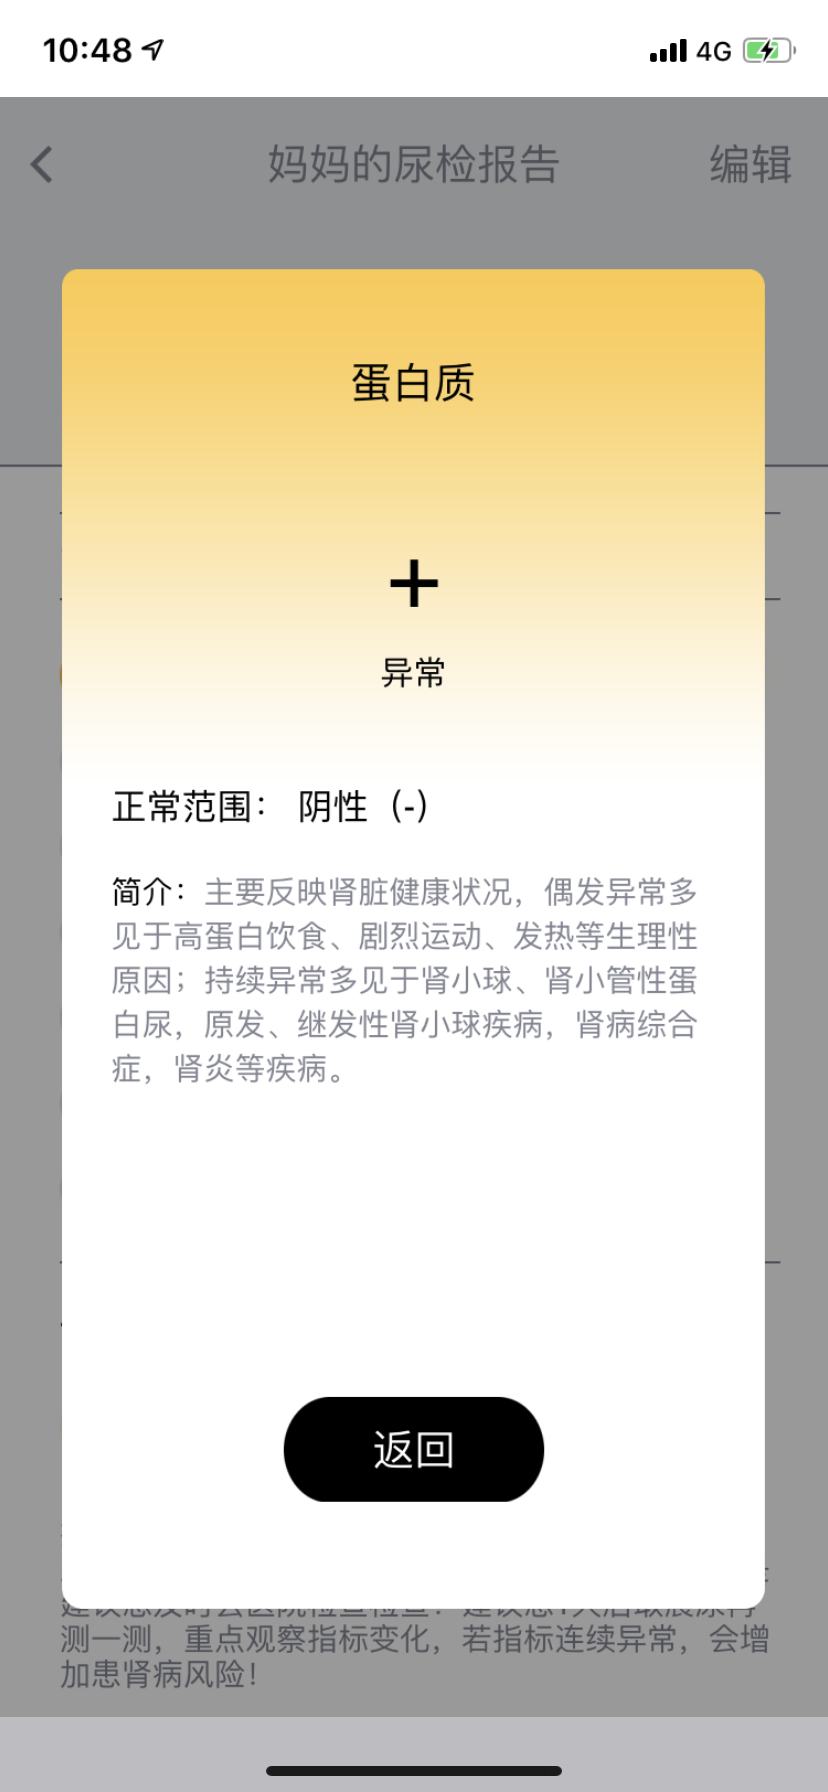 10:48
4G
妈妈的尿检报告
编辑
蛋白质
+
异常
正常范围： 阴性（-）
简介：主要反映肾脏健康状况，偶发异常多
见于高蛋白饮食、剧烈运动、发热等生理性
原因；持续异常多见于肾小球、肾小管性蛋
白尿，原发、继发性肾小球疾病，肾病综合
症，肾炎等疾病。
返回
测一测，重点观察指标变化，若指标连续异常，会增
加患肾病风险！